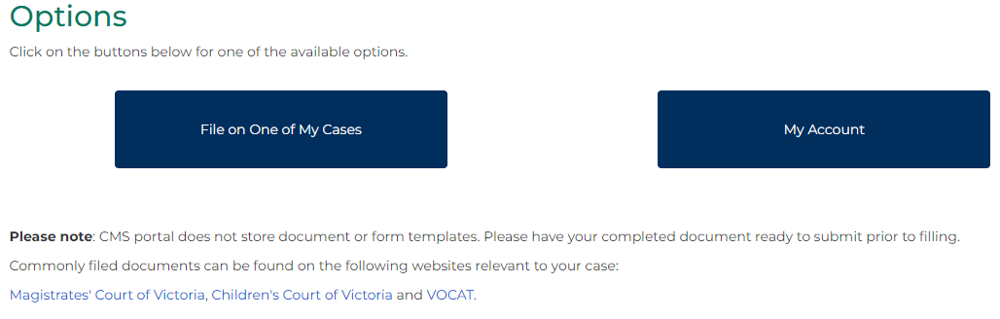 Options
Click on the buttons below for one of the available options.
File on One of My Cases
My Account
Please note: CMS portal does not store document or form templates. Please have your completed document ready to submit prior to filling.
Commonly filed documents can be found on the following websites relevant to your case:
Magistrates' Court of Victoria, Children's Court of Victoria and VOCAT.